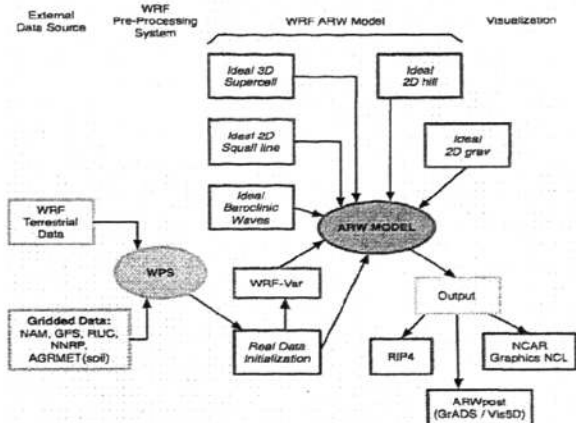 External
Data Source
WRF
Pre-Processing
System
WRF ARW Model
Visualization
Ideal 3D
Supercell
Ideal
2D hill
Ideal 2D
Squall line
Ideal
2D grav
Ideal
Baroclinic
Waves
ARW MODEL
WRF
Terrestrial
Data
WPS
WRF-Var
Output
Gridded Data:
NAM, GFS, RUC,
NNRP,
AGRMET(soil)
Real Data
Initialization
RIP4
NCAR
Graphics NCL
ARWpost
(GrADS / Vis5D)